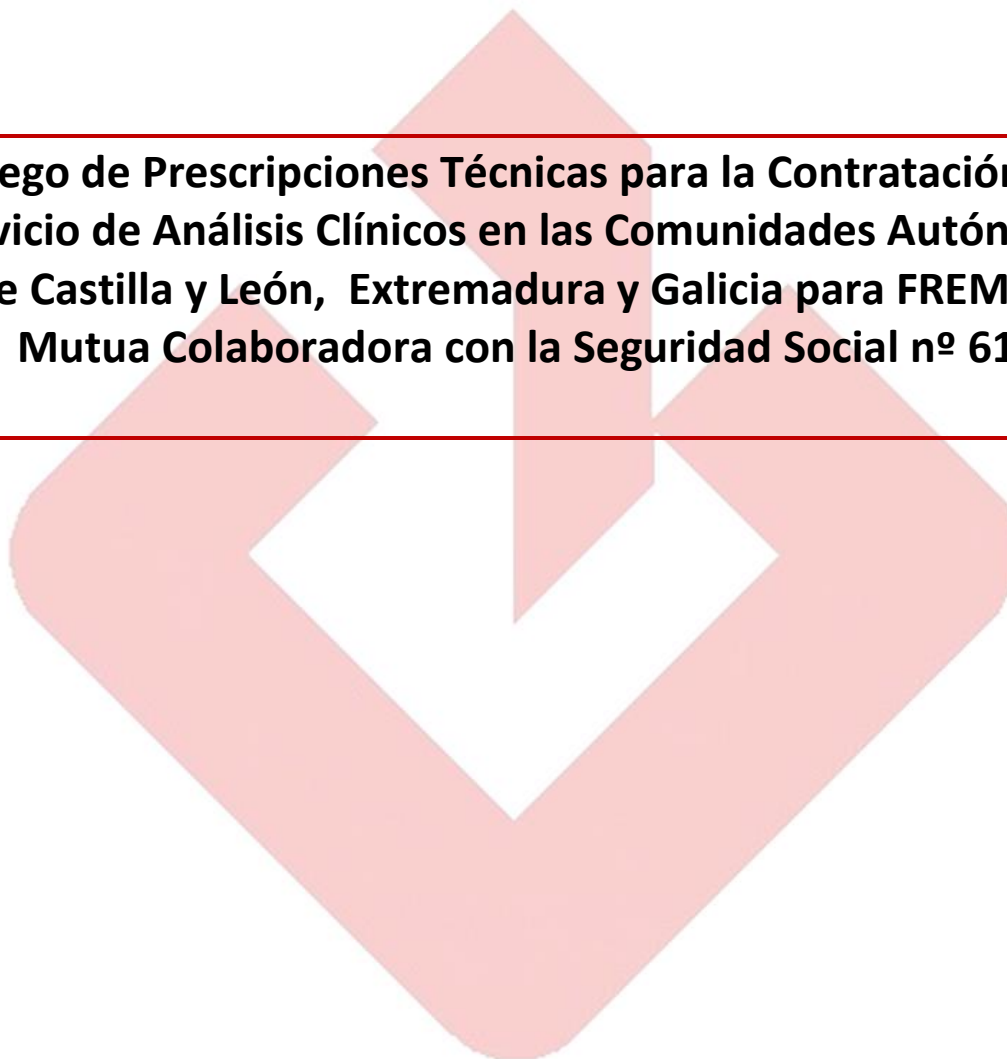 ego de Prescripciones Técnicas para la Contratación
vicio de Análisis Clínicos en las Comunidades Autón
e Castilla y León, Extremadura y Galicia para FREM
Mutua Colaboradora con la Seguridad Social nº 61